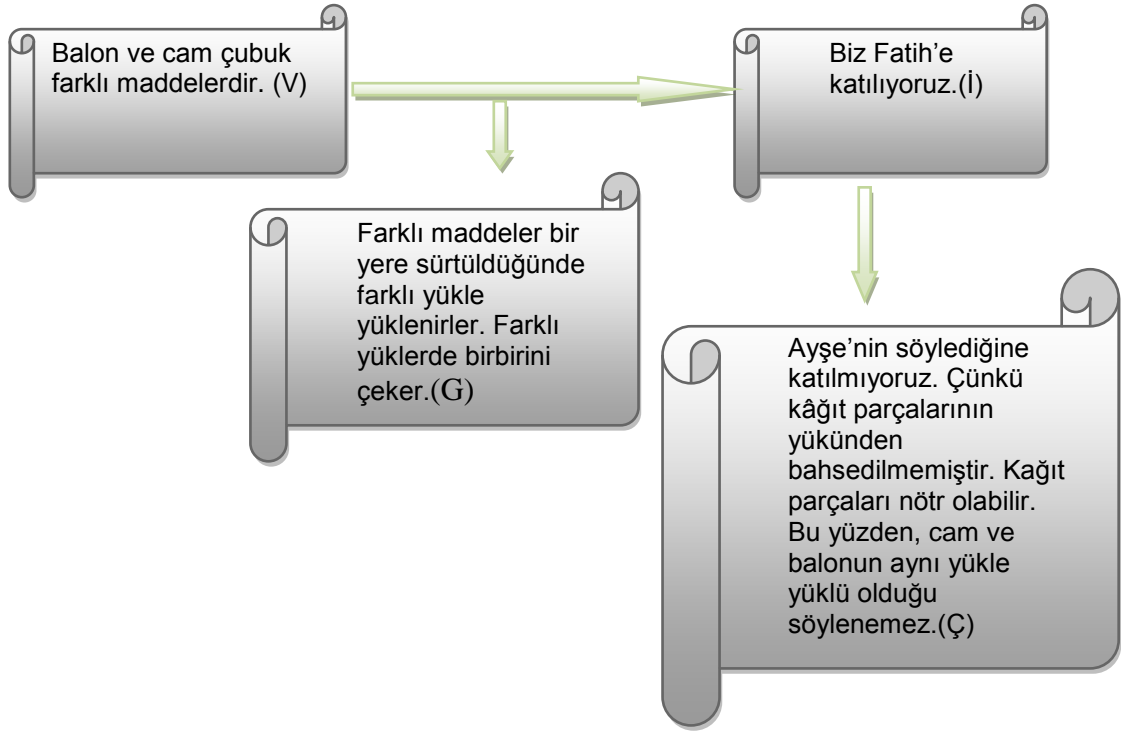 Balon ve cam çubuk
farklı maddelerdir. (V)
Biz Fatih’e
katılıyoruz.(İ)
Farklı maddeler bir
yere sürtüldüğünde
farklı yükle
yüklenirler. Farklı
yüklerde birbirini
çeker.(G)
Ayşe’nin söylediğine
katılmıyoruz. Çünkü
kâğıt parçalarının
yükünden
bahsedilmemiştir. Kağıt
parçaları nötr olabilir.
Bu yüzden, cam ve
balonun aynı yükle
yüklü olduğu
söylenemez.(Ç)